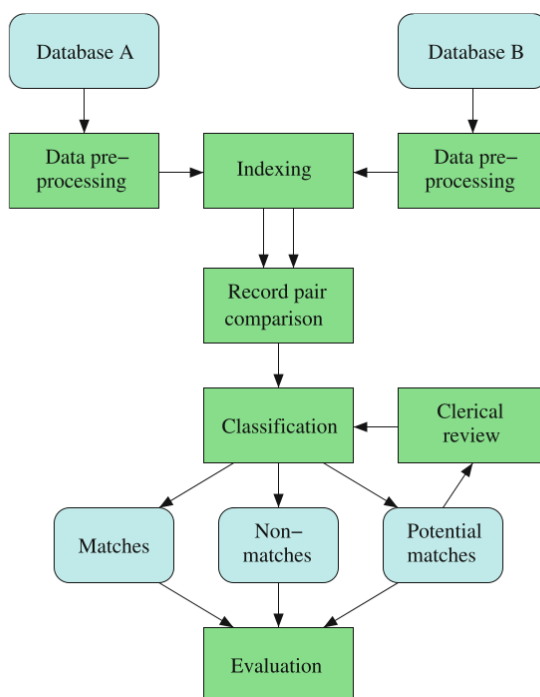 Database A
Database B
Data pre-
processing
Indexing
Data pre-
processing
Record pair
comparison
Classification
Clerical
review
Matches
Non-
matches
Potential
matches
Evaluation